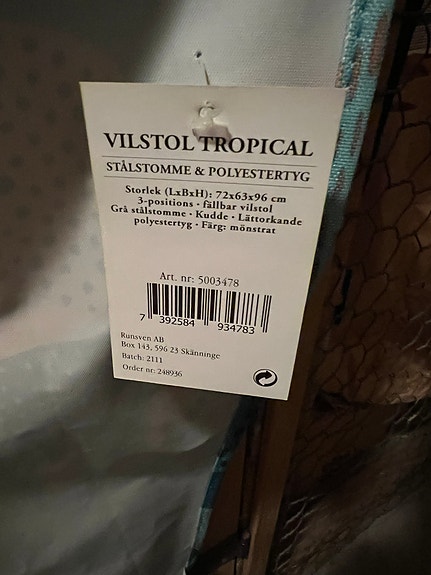 VILSTOL TROPICAL
STÅLSTOMME & POLYESTERTYG
Storlek (LxBxH): 72x63x96 cm
3-positions • fällbar vilstol
Grå stålstomme • Kudde • Lättorkande
polyestertyg • Färg: mönstrat
Art. nr: 5003478
7 392584 934783
Runsven AB
Box 143, 596 23 Skänninge
Batch: 2111
Order nr: 248936